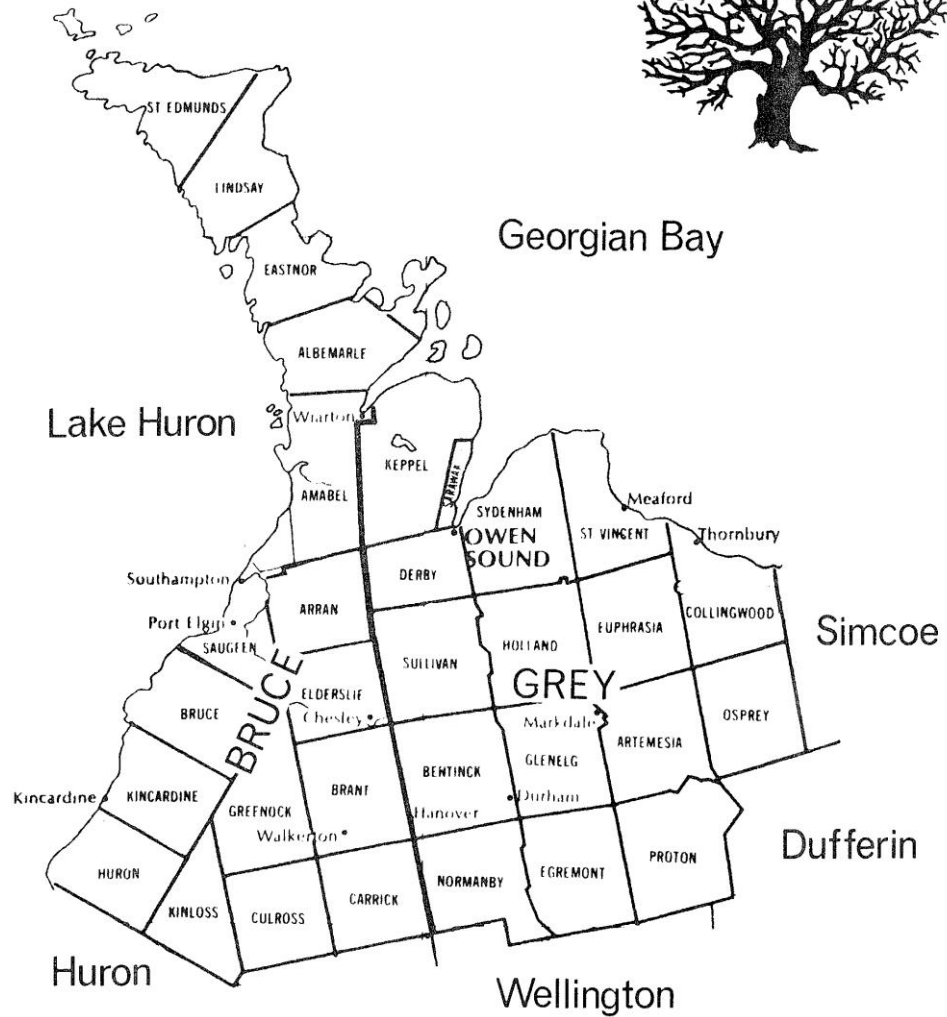 ST EDMUNDS
LINDSAY
Georgian Bay
EASTNOR
ALBEMARLE
Lake Huron
Wiarton
KEPPEL
SARAWAK
AMABEL
SYDENHAM
Meaford
OWEN
SOUND
ST VINCENT
Thornbury
DERBY
Southampton
ARRAN
COLLINGWOOD
Port Elgin
EUPHRASIA
Simcoe
SAUGEEN
HOLLAND
SULLIVAN
GREY
ELDERSLIE
BRUCE
BRUCE
Chesley
Markdale
OSPREY
ARTEMESIA
GLENELG
BENTINCK
BRANT
Kincardine
KINCARDINE
Durham
GREENOCK
Hanover
Walkerton
Dufferin
PROTON
HURON
EGREMONT
NORMANBY
CARRICK
KINLOSS
CULROSS
Huron
Wellington